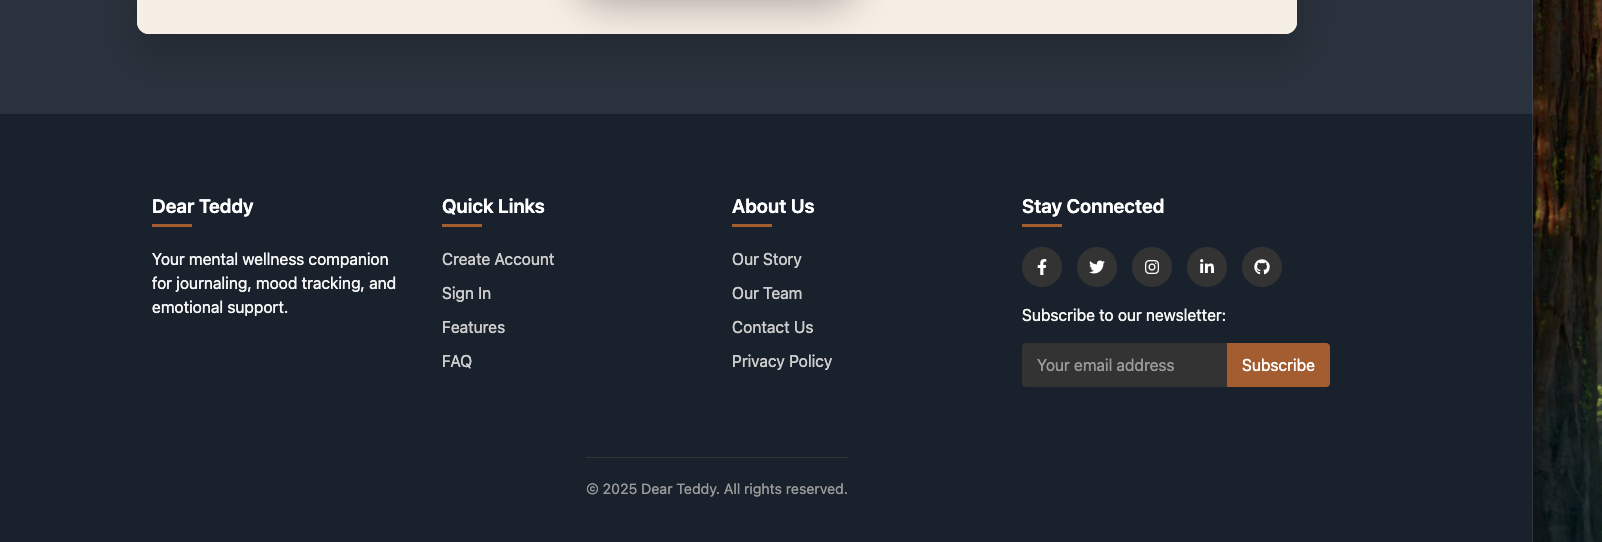 Dear Teddy
Your mental wellness companion
for journaling, mood tracking, and
emotional support.
Quick Links
Create Account
Sign In
Features
FAQ
About Us
Our Story
Our Team
Contact Us
Privacy Policy
Stay Connected
Subscribe to our newsletter:
Your email address
Subscribe
© 2025 Dear Teddy. All rights reserved.